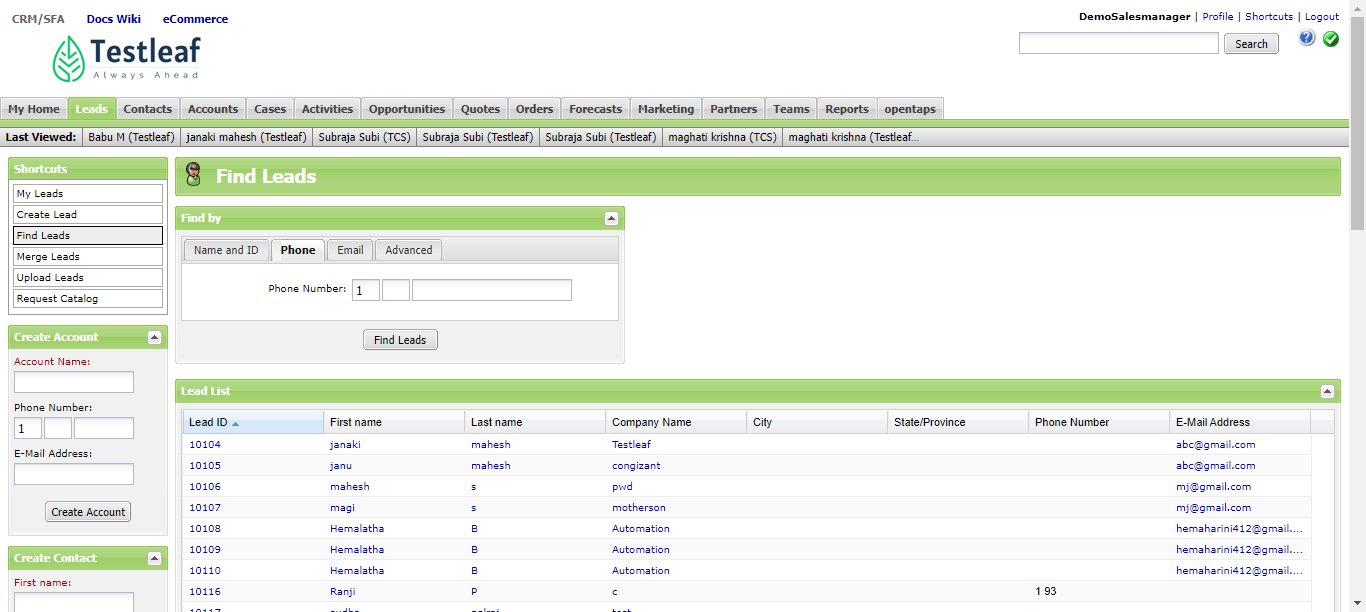 CRM/SFA Docs Wiki eCommerce
DemoSalesmanager | Profile | Shortcuts | Logout
Testleaf
Always Ahead
Search
My Home Leads Contacts Accounts Cases Activities Opportunities Quotes Orders Forecasts Marketing Partners Teams Reports opentaps
Last Viewed: Babu M (Testleaf) janaki mahesh (Testleaf) Subraja Subi (TCS) Subraja Subi (Testleaf) Subraja Subi (Testleaf) maghati krishna (TCS) maghati krishna (Testleaf...
Shortcuts
My Leads
Create Lead
Find Leads
Merge Leads
Upload Leads
Request Catalog
Create Account
Account Name:
Phone Number:
1
E-Mail Address:
Create Account
Create Contact
First name:
Find Leads
Find by
Name and ID Phone Email Advanced
Phone Number: 1
Find Leads
Lead List
Lead ID First name Last name Company Name City State/Province Phone Number E-Mail Address
10104 janaki mahesh Testleaf abc@gmail.com
10105 janu mahesh congizant abc@gmail.com
10106 mahesh s pwd mj@gmail.com
10107 magi s motherson mj@gmail.com
10108 Hemalatha B Automation hemaharini412@gmail....
10109 Hemalatha B Automation hemaharini412@gmail....
10110 Hemalatha B Automation hemaharini412@gmail....
10116 Ranji P c 1 93